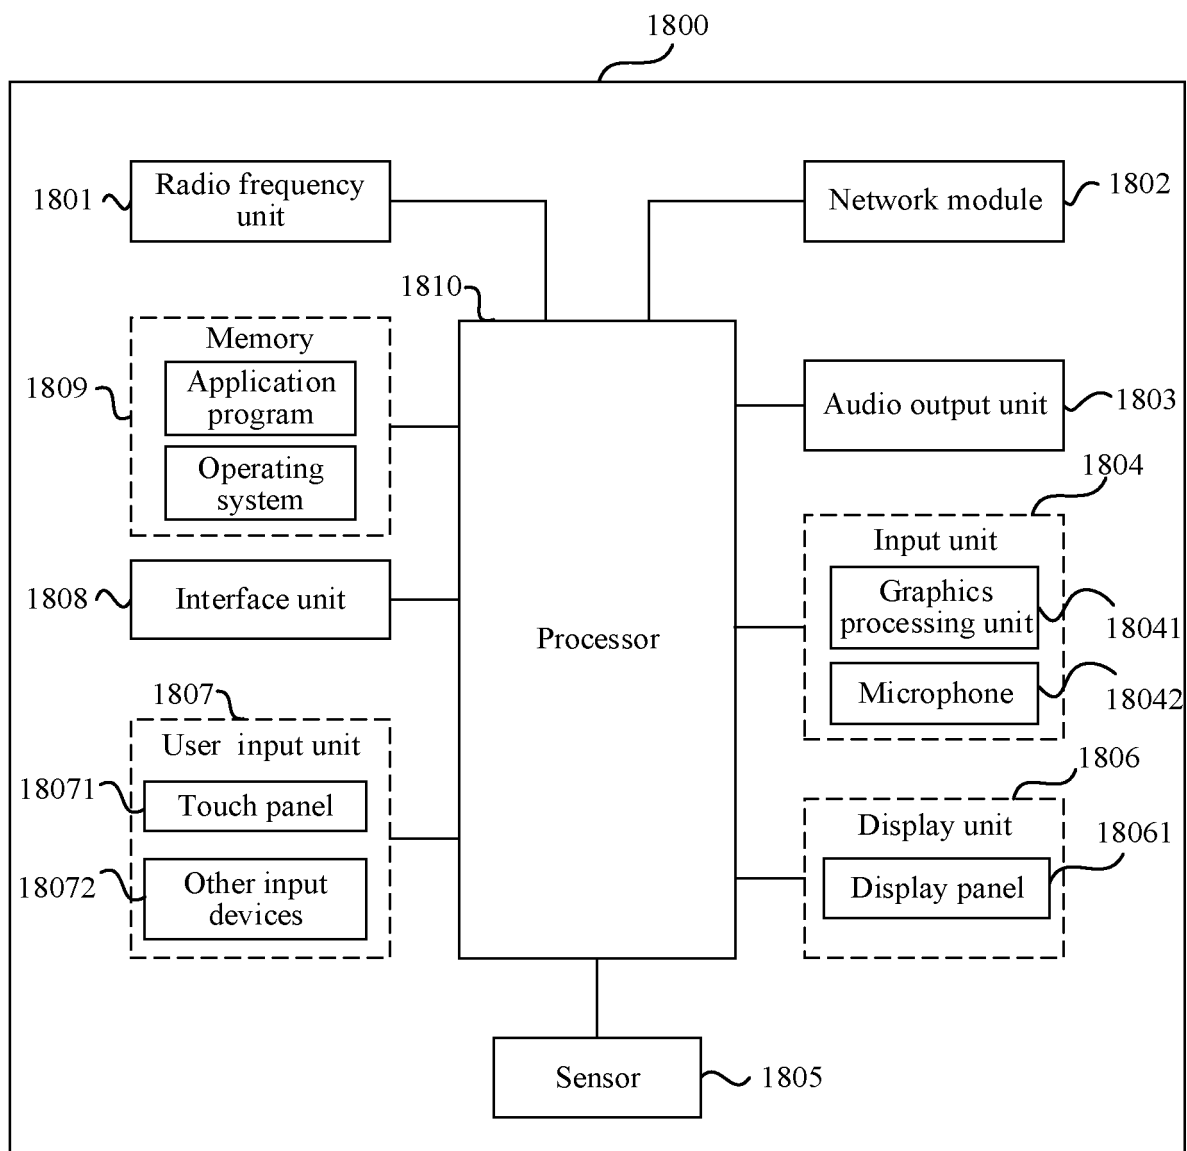 1800
1801
Radio frequency
unit
Network module
1802
1810
Memory
Application
program
Operating
system
1809
Audio output unit
1803
1804
Input unit
Graphics
processing unit
18041
Microphone
18042
1808
Interface unit
Processor
1807
User input unit
18071
Touch panel
18072
Other input
devices
1806
Display unit
18061
Display panel
Sensor
1805